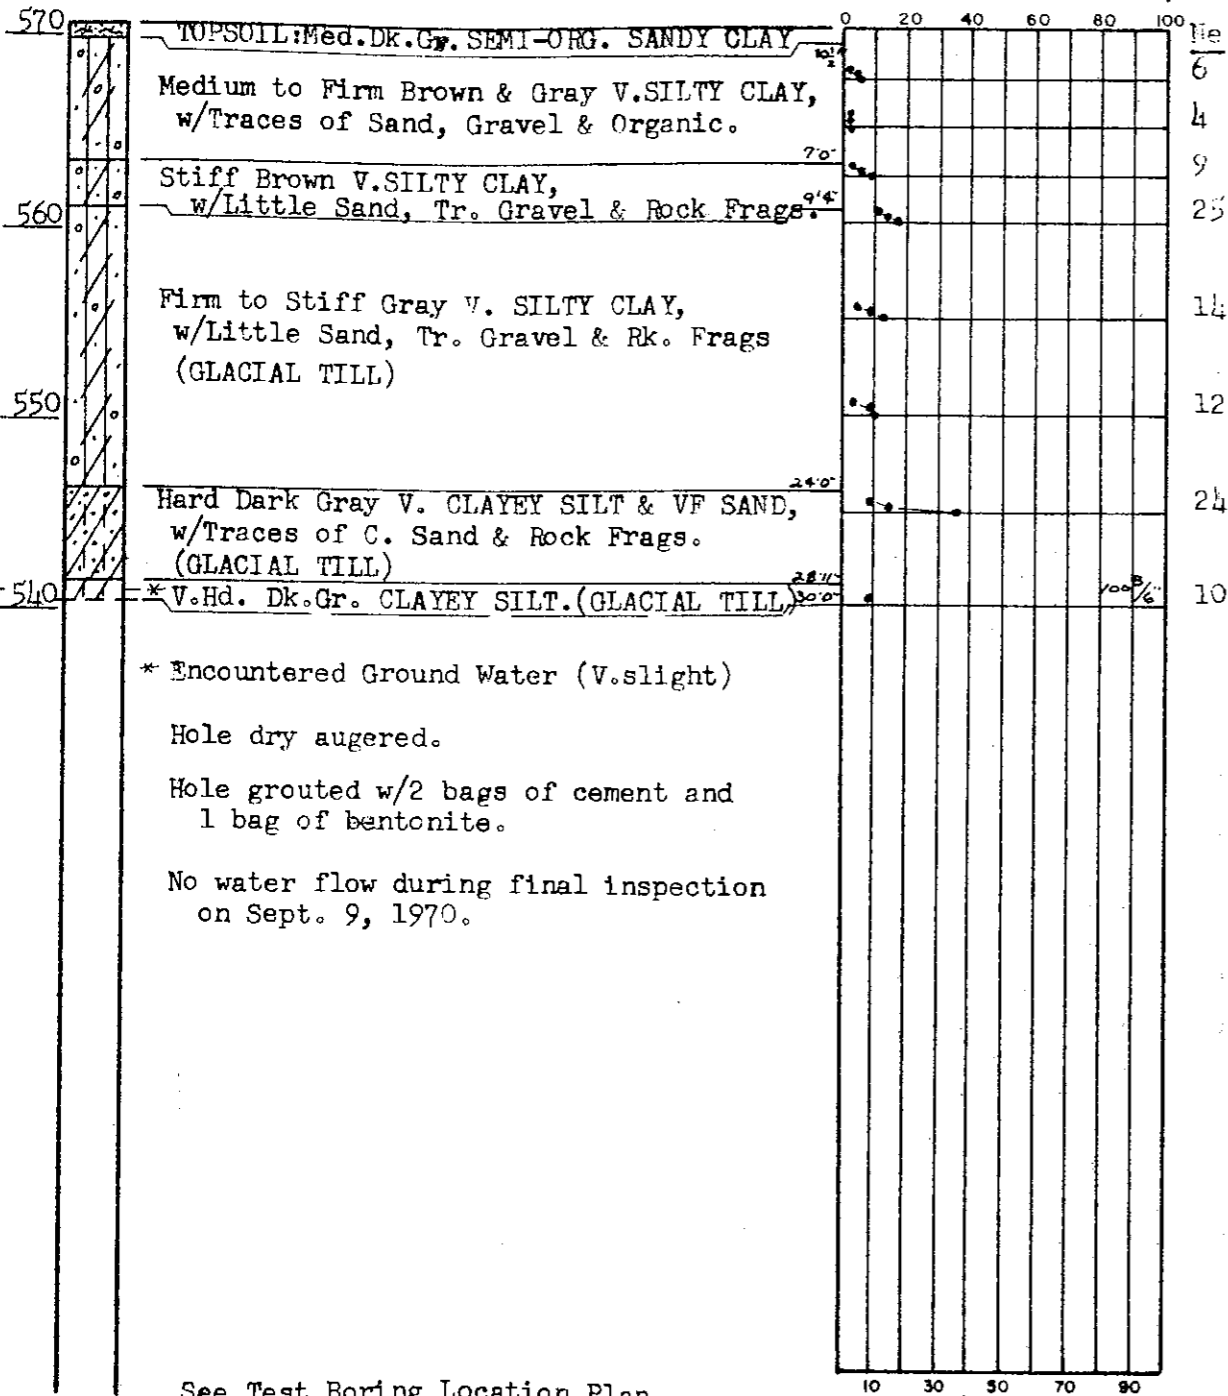 0 20 40 60 80 100
570
TOPSOIL:Med.Dk.Gr. SEMI-ORG. SANDY CLAY
10½"
6
Medium to Firm Brown & Gray V.SILTY CLAY,
w/Traces of Sand, Gravel & Organic.
4
7'0"
9
Stiff Brown V.SILTY CLAY,
w/Little Sand, Tr. Gravel & Rock Frags.
9'4"
560
25
Firm to Stiff Gray V. SILTY CLAY,
w/Little Sand, Tr. Gravel & Rk. Frags
(GLACIAL TILL)
14
550
12
24'0"
Hard Dark Gray V. CLAYEY SILT & VF SAND,
w/Traces of C. Sand & Rock Frags.
(GLACIAL TILL)
24
28'11"
540
* V.Hd. Dk.Gr. CLAYEY SILT.(GLACIAL TILL)
30'0"
100B/6"
10
* Encountered Ground Water (V.slight)
Hole dry augered.
Hole grouted w/2 bags of cement and
1 bag of bentonite.
No water flow during final inspection
on Sept. 9, 1970.
See Test Boring Location Plan
10 30 50 70 90